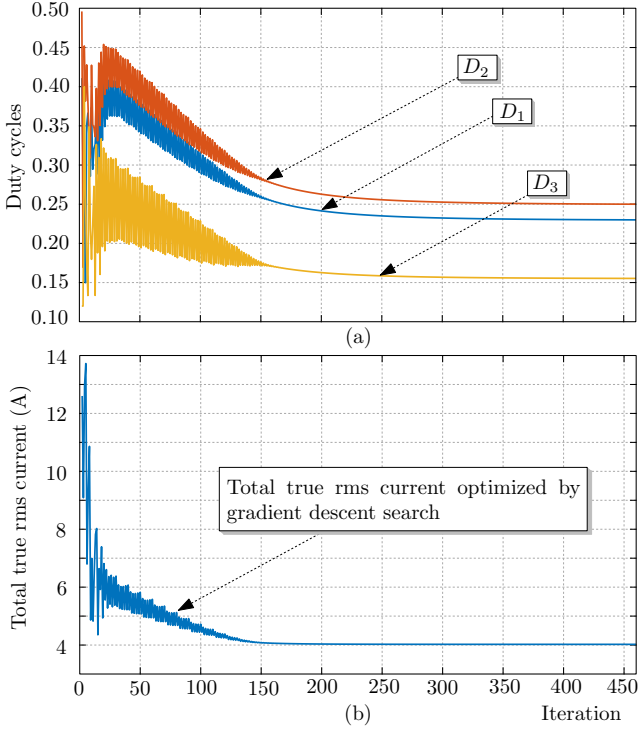 0.50
0.45
0.40
0.35
0.30
0.25
0.20
0.15
0.10
Duty cycles
D2
D1
D3
(a)
14
12
10
8
6
4
Total true rms current (A)
Total true rms current optimized by
gradient descent search
0 50 100 150 200 250 300 350 400 450
(b) Iteration